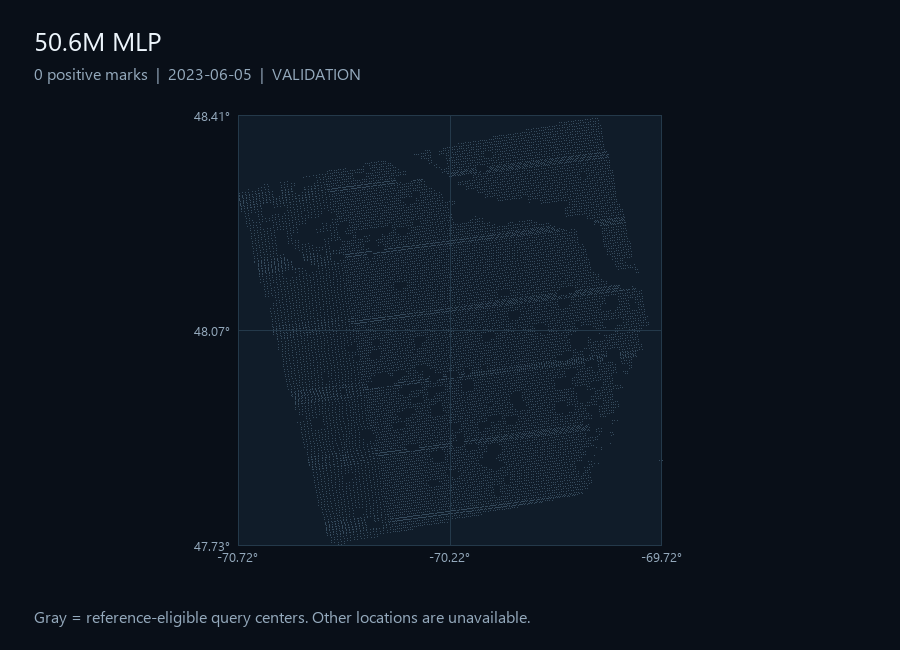 50.6M MLP
0 positive marks | 2023-06-05 | VALIDATION
48.41°
48.07°
47.73°
-70.72°
-70.22°
-69.72°
Gray = reference-eligible query centers. Other locations are unavailable.